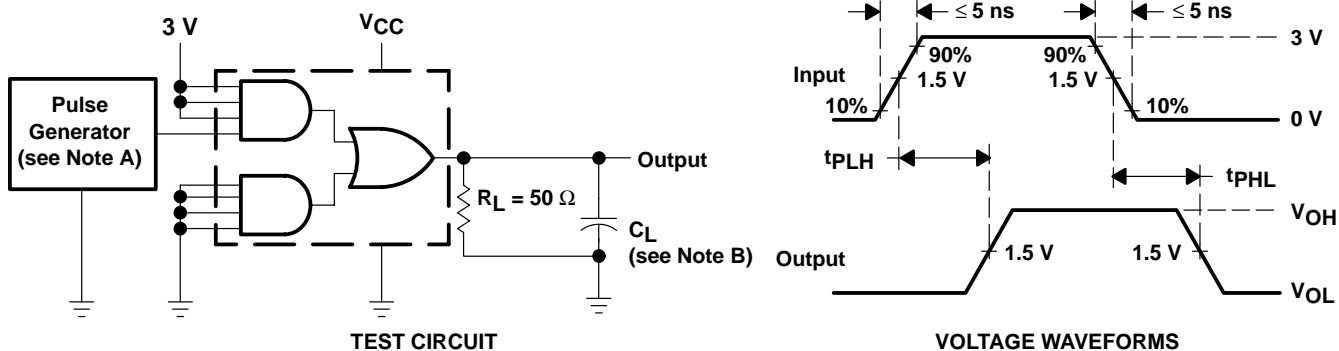 3 V
VCC
Pulse
Generator
(see Note A)
Output
RL = 50 Ω
CL
(see Note B)
TEST CIRCUIT
≤ 5 ns
≤ 5 ns
3 V
90%
90%
Input
1.5 V
1.5 V
10%
10%
0 V
tPLH
tPHL
VOH
Output
1.5 V
1.5 V
VOL
VOLTAGE WAVEFORMS